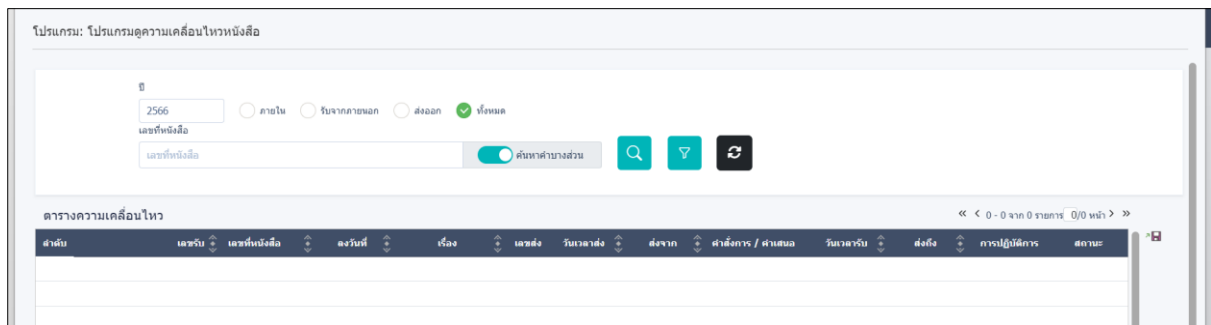 โปรแกรม: โปรแกรมดูความเคลื่อนไหวหนังสือ
ปี
2566 ภายใน รับจากภายนอก ส่งออก ทั้งหมด
เลขที่หนังสือ
เลขที่หนังสือ ค้นหาคำบางส่วน
ตารางความเคลื่อนไหว « < 0 - 0 จาก 0 รายการ 0/0 หน้า > »
ลำดับ เลขรับ เลขที่หนังสือ ลงวันที่ เรื่อง เลขส่ง วันเวลาส่ง ส่งจาก คำสั่งการ / คำเสนอ วันเวลารับ ส่งถึง การปฏิบัติการ สถานะ